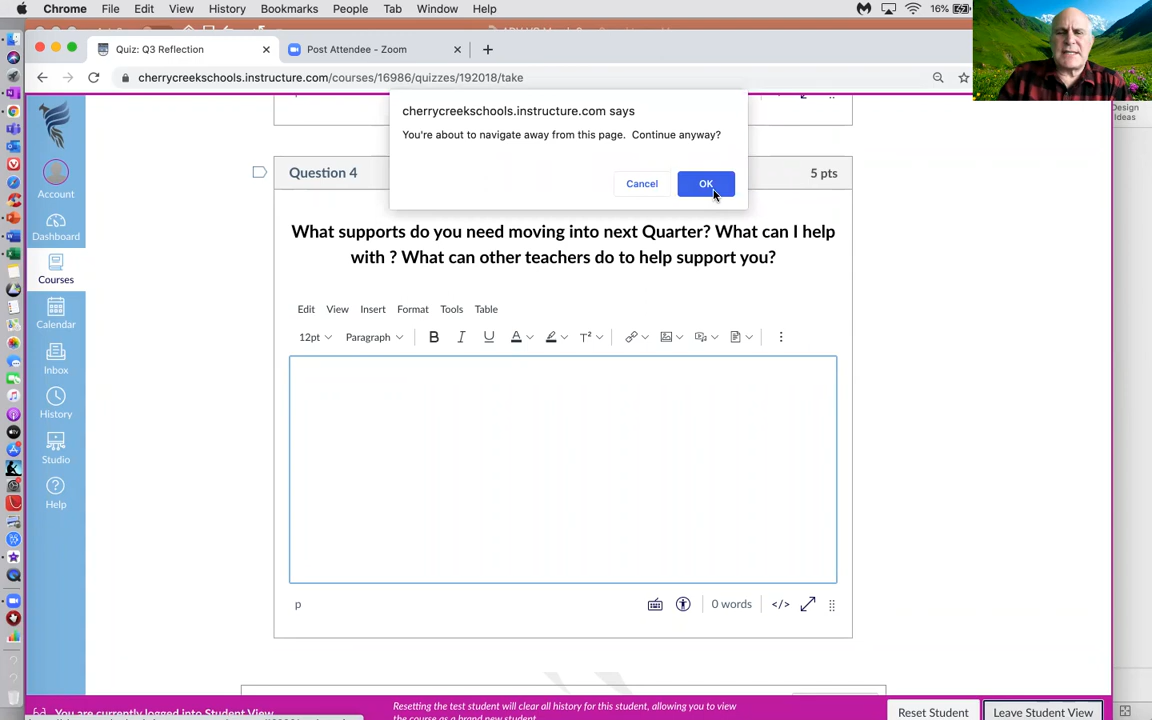 Chrome File Edit View History Bookmarks People Tab Window Help 16%
Quiz: Q3 Reflection
Post Attendee - Zoom
cherrycreekschools.instructure.com/courses/16986/quizzes/192018/take
Design
Ideas
cherrycreekschools.instructure.com says
You're about to navigate away from this page. Continue anyway?
Cancel OK
Account
Dashboard
Courses
Calendar
Inbox
History
Studio
Help
Question 4 5 pts
What supports do you need moving into next Quarter? What can I help
with ? What can other teachers do to help support you?
Edit View Insert Format Tools Table
12pt Paragraph B I U A T²
p 0 words </>
You are currently logged into Student View
Resetting the test student will clear all history for this student, allowing you to view
the course as a brand new student.
Reset Student Leave Student View